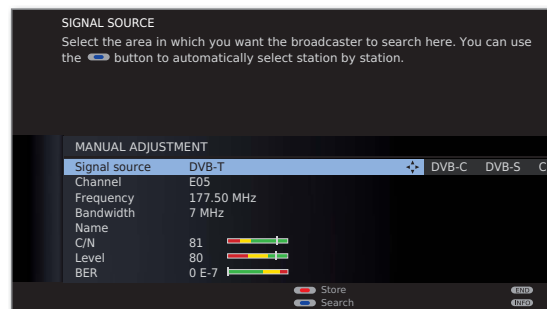 SIGNAL SOURCE
Select the area in which you want the broadcaster to search here. You can use
the button to automatically select station by station.
MANUAL ADJUSTMENT
Signal source DVB-T DVB-C DVB-S C
Channel E05
Frequency 177.50 MHz
Bandwidth 7 MHz
Name
C/N 81
Level 80
BER 0 E-7
Store END
Search INFO